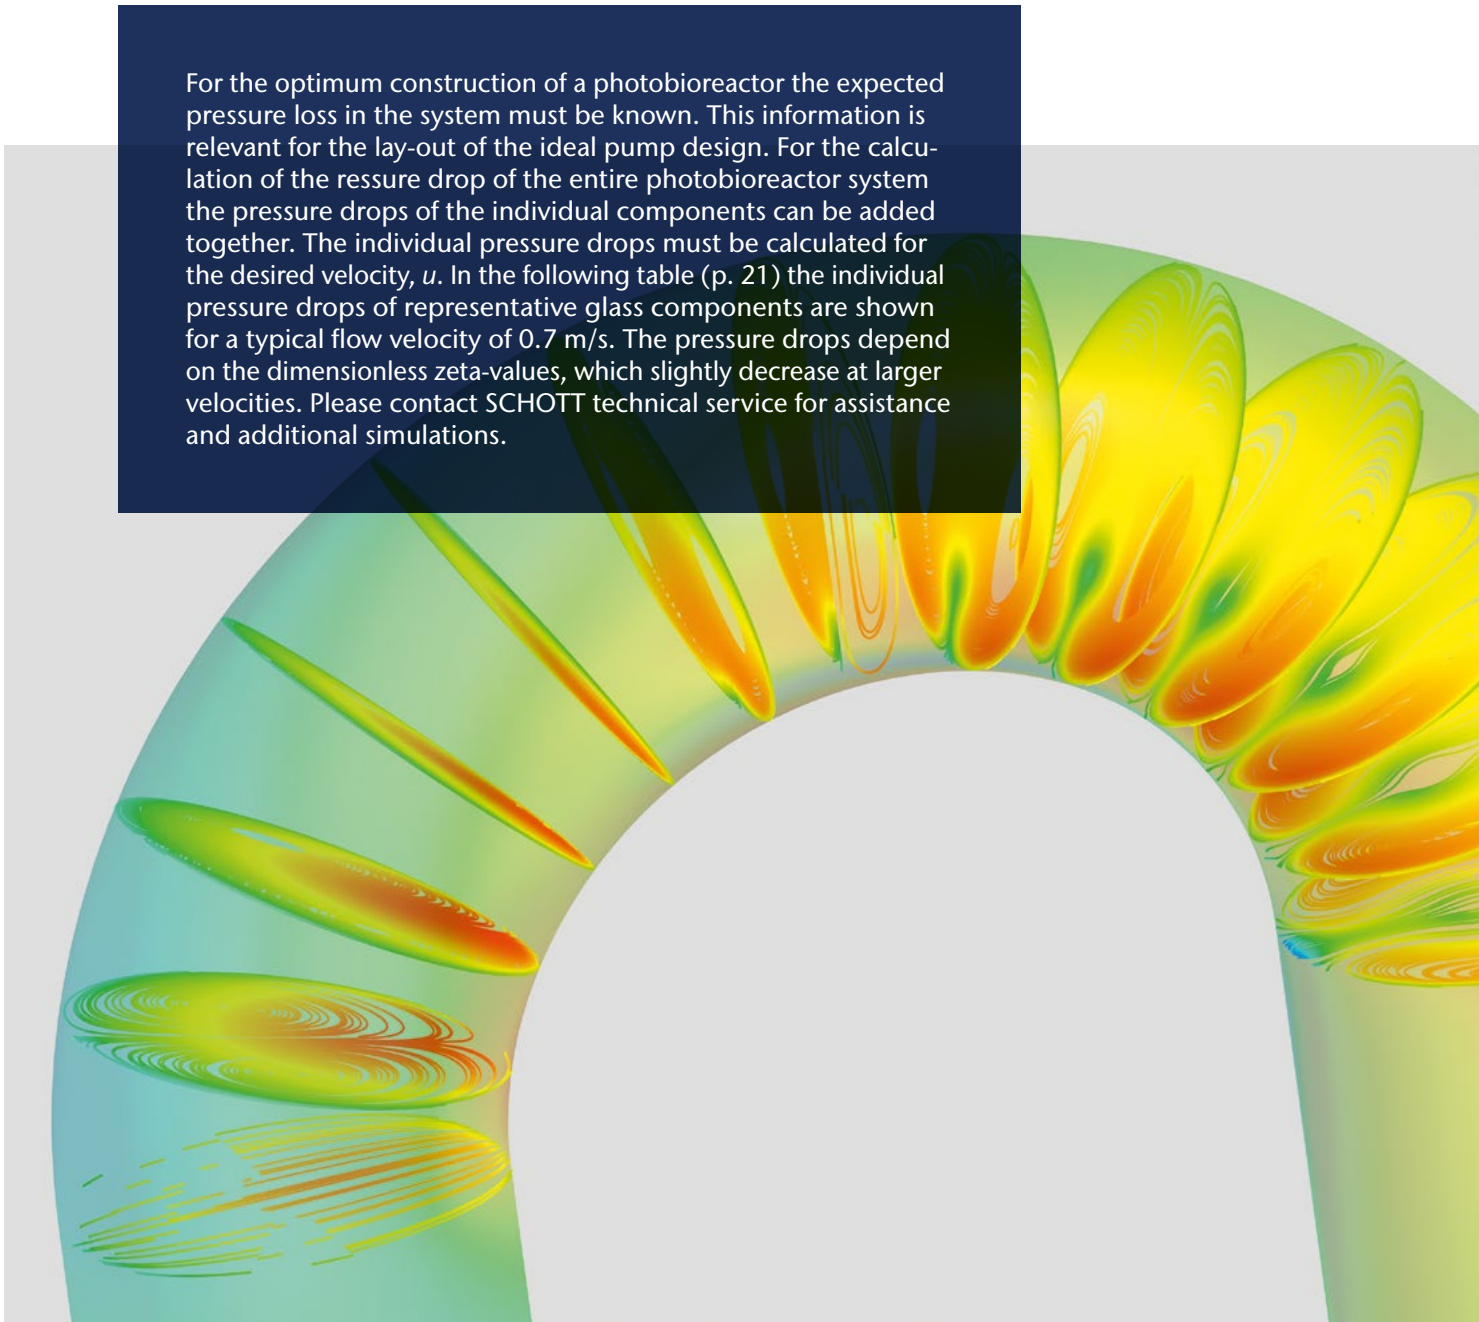 For the optimum construction of a photobioreactor the expected
pressure loss in the system must be known. This information is
relevant for the lay-out of the ideal pump design. For the calcu-
lation of the ressure drop of the entire photobioreactor system
the pressure drops of the individual components can be added
together. The individual pressure drops must be calculated for
the desired velocity, u. In the following table (p. 21) the individual
pressure drops of representative glass components are shown
for a typical flow velocity of 0.7 m/s. The pressure drops depend
on the dimensionless zeta-values, which slightly decrease at larger
velocities. Please contact SCHOTT technical service for assistance
and additional simulations.